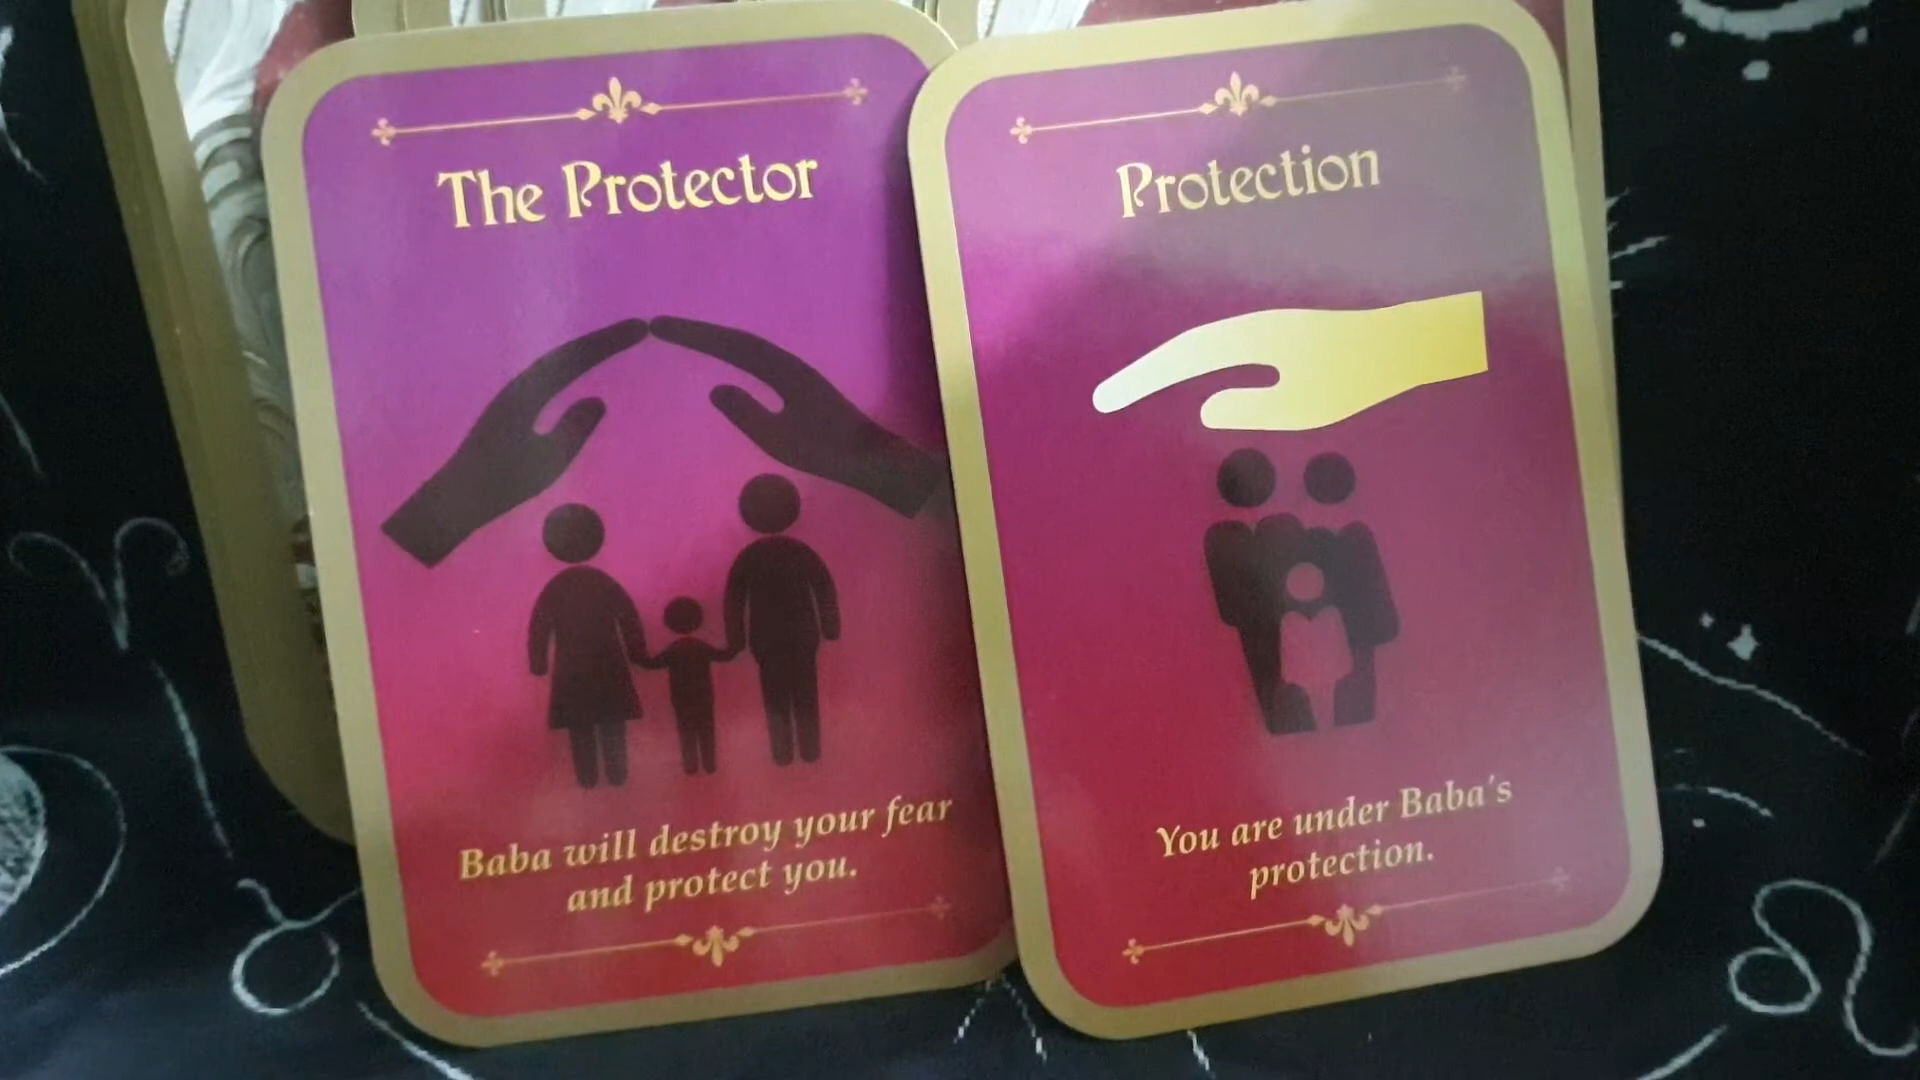 The Protector
Baba will destroy your fear
and protect you.
Protection
You are under Baba's
protection.